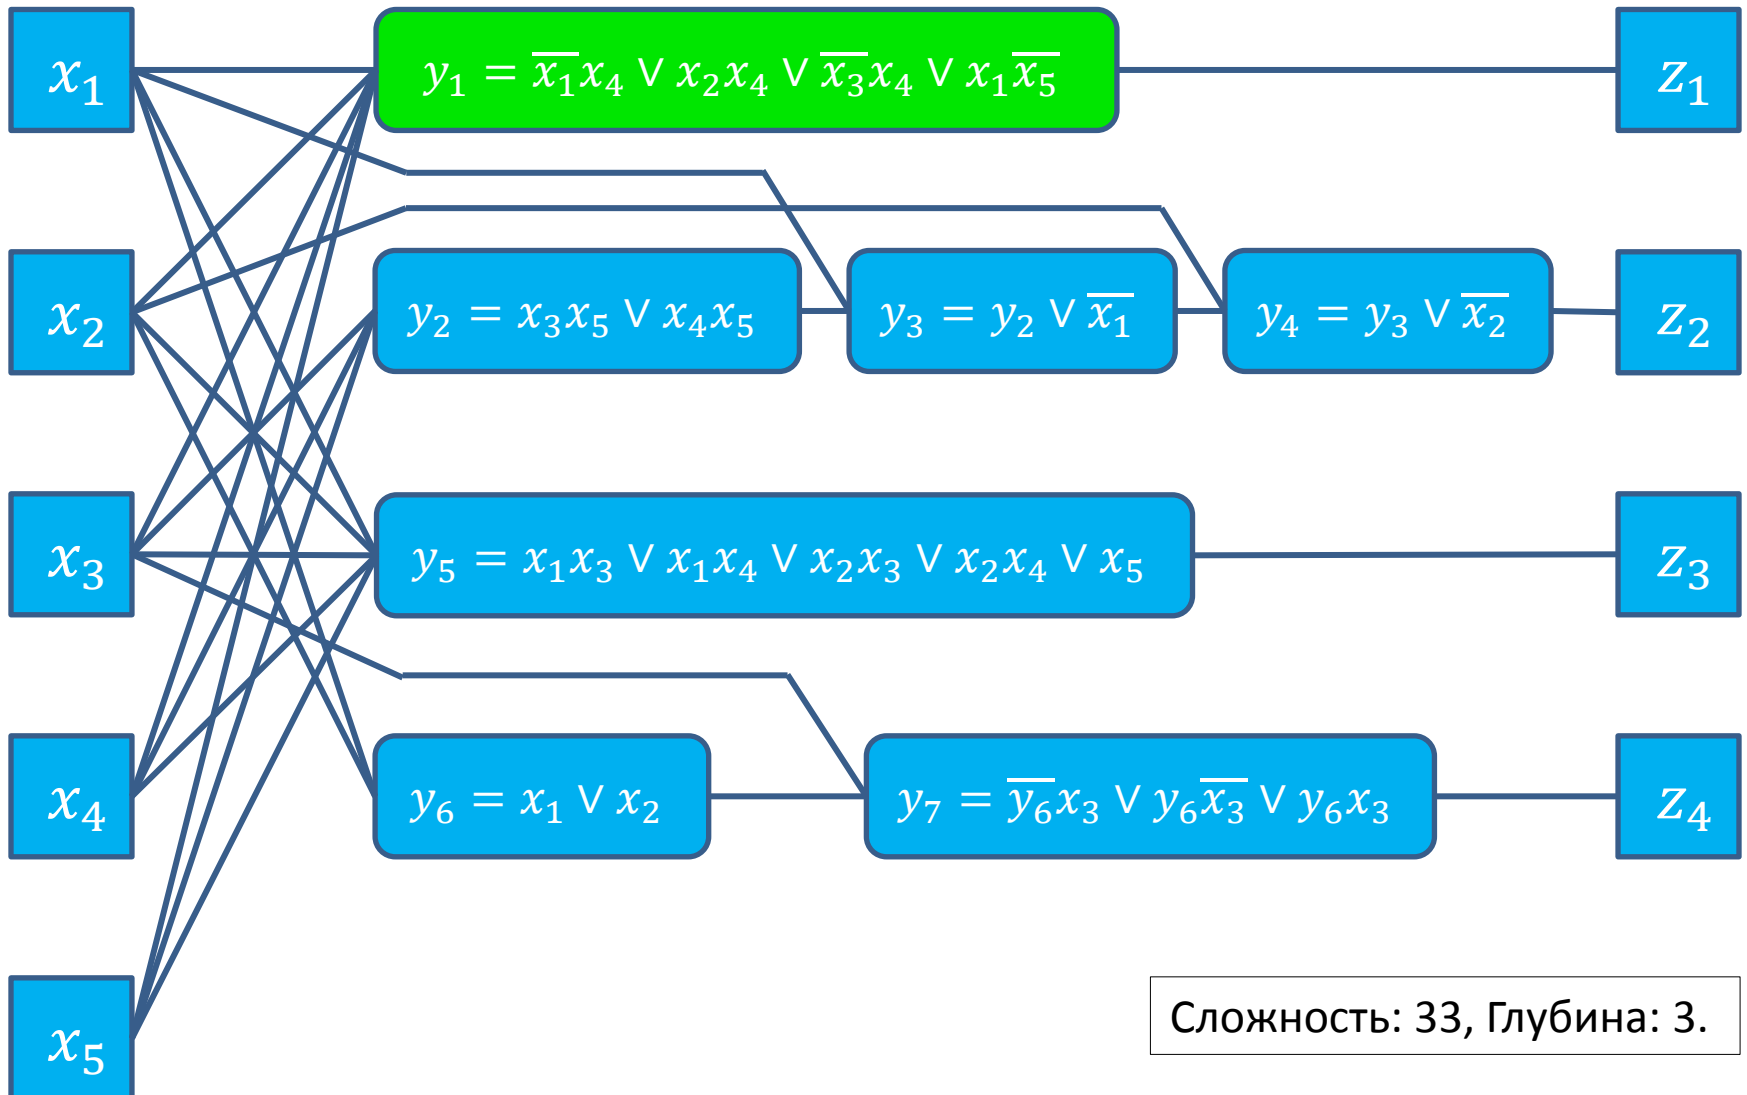 x₁
y₁ = x̅₁x₄ ∨ x₂x₄ ∨ x̅₃x₄ ∨ x₁x̅₅
z₁
x₂
y₂ = x₃x₅ ∨ x₄x₅
y₃ = y₂ ∨ x̅₁
y₄ = y₃ ∨ x̅₂
z₂
x₃
y₅ = x₁x₃ ∨ x₁x₄ ∨ x₂x₃ ∨ x₂x₄ ∨ x₅
z₃
x₄
y₆ = x₁ ∨ x₂
y₇ = y̅₆x₃ ∨ y₆x̅₃ ∨ y₆x₃
z₄
x₅
Сложность: 33, Глубина: 3.